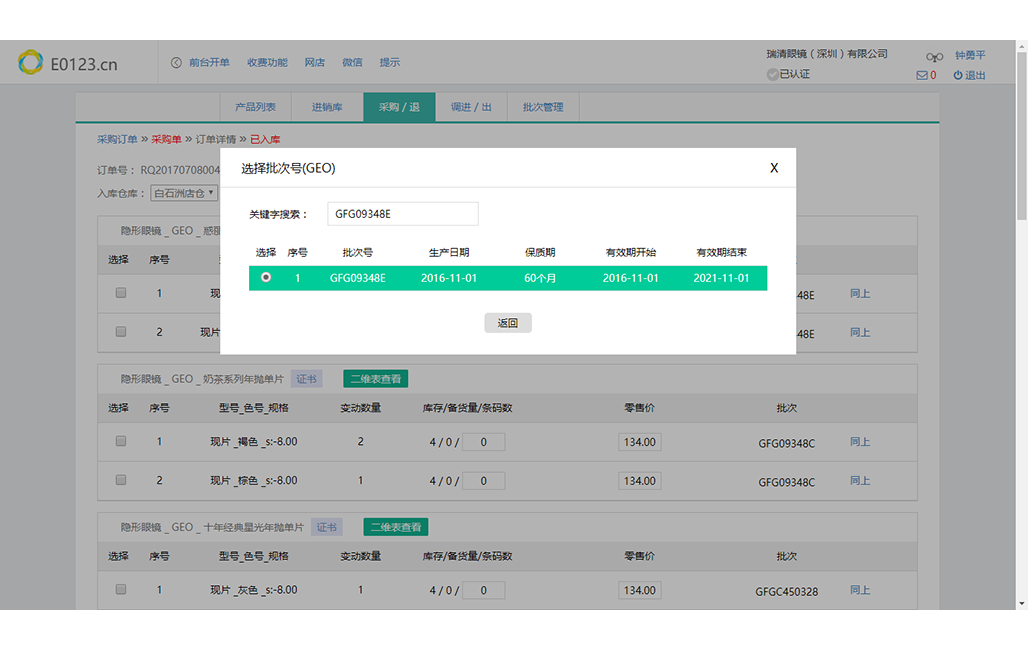 E0123.cn 前台开单 收费功能 网店 微信 提示 瑞清眼镜（深圳）有限公司 钟勇平
已认证 0 退出
产品列表 进销库 采购 / 退 调进 / 出 批次管理
采购订单 » 采购单 » 订单详情 » 已入库
订单号： RQ20170708004
入库仓库： 白石洲店仓
选择批次号(GEO) X
关键字搜索： GFG09348E
选择 序号 批次号 生产日期 保质期 有效期开始 有效期结束
1 GFG09348E 2016-11-01 60个月 2016-11-01 2021-11-01
返回
隐形眼镜 _ GEO _
选择 序号
1 现 48E 同上
2 现片 48E 同上
隐形眼镜 _ GEO _ 奶茶系列年抛单片 证书 二维表查看
选择 序号 型号_色号_规格 变动数量 库存/备货量/条码数 零售价 批次
1 现片 _褐色 _s:-8.00 2 4 / 0 / 0 134.00 GFG09348C 同上
2 现片 _棕色 _s:-8.00 1 4 / 0 / 0 134.00 GFG09348C 同上
隐形眼镜 _ GEO _ 十年经典星光年抛单片 证书 二维表查看
选择 序号 型号_色号_规格 变动数量 库存/备货量/条码数 零售价 批次
1 现片 _灰色 _s:-8.00 1 4 / 0 / 0 134.00 GFGC450328 同上